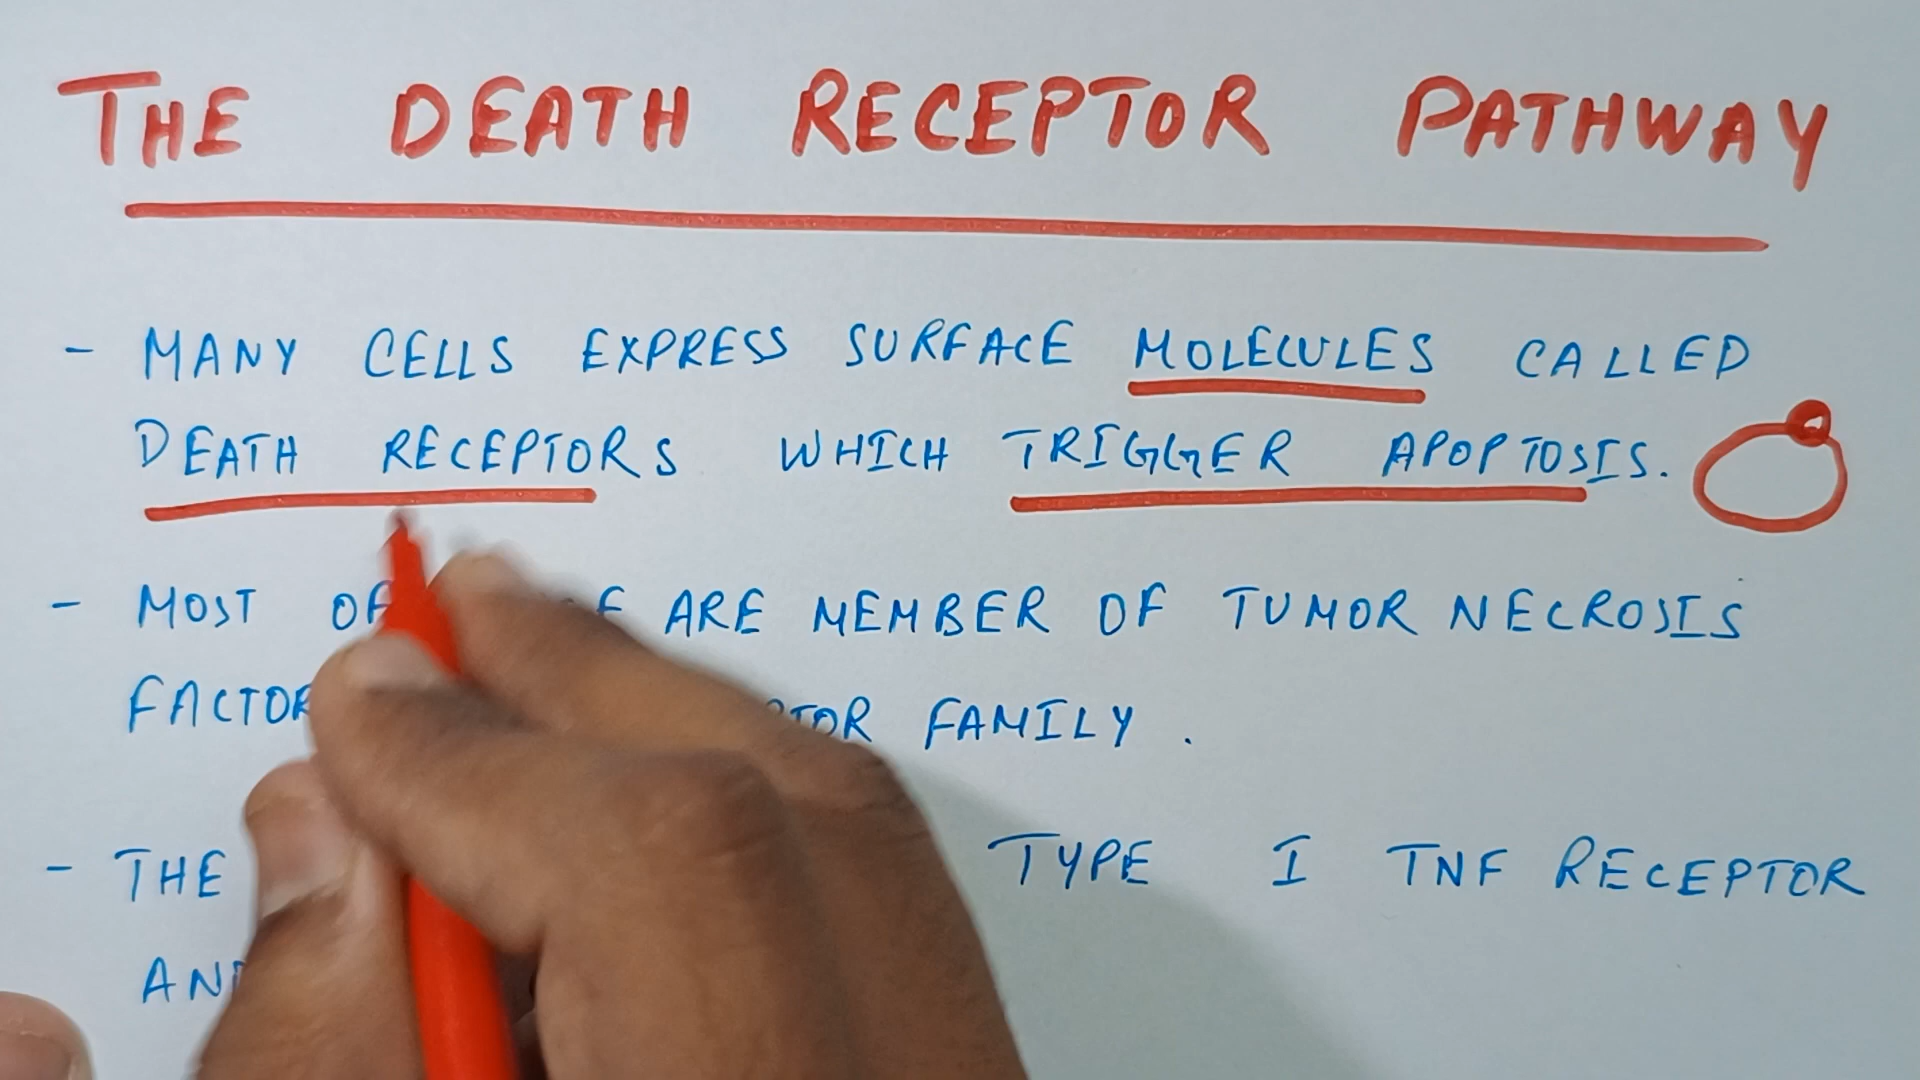 THE DEATH RECEPTOR PATHWAY
- MANY CELLS EXPRESS SURFACE MOLECULES CALLED
DEATH RECEPTORS WHICH TRIGGER APOPTOSIS.
- MOST OF ARE MEMBER OF TUMOR NECROSIS
FACTOR FAMILY.
- THE TYPE I TNF RECEPTOR